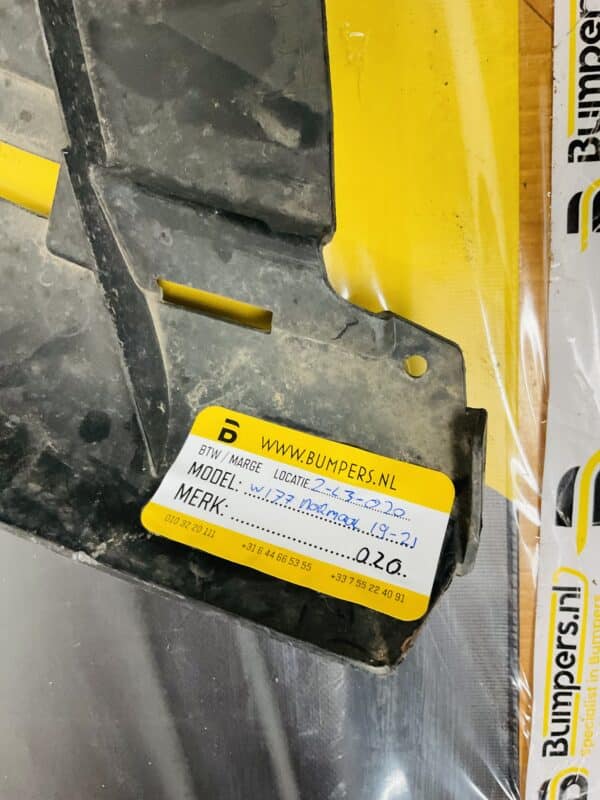 B WWW.BUMPERS.NL
BTW / MARGE LOCATIE 2-L3-020
MODEL: W177 Normaal 19-21
MERK:
020
010 32 20 111
+31 6 44 66 53 55
+33 7 55 22 40 91
Bumpers.nl
Bumpers.nl
Specialist in Bumpers